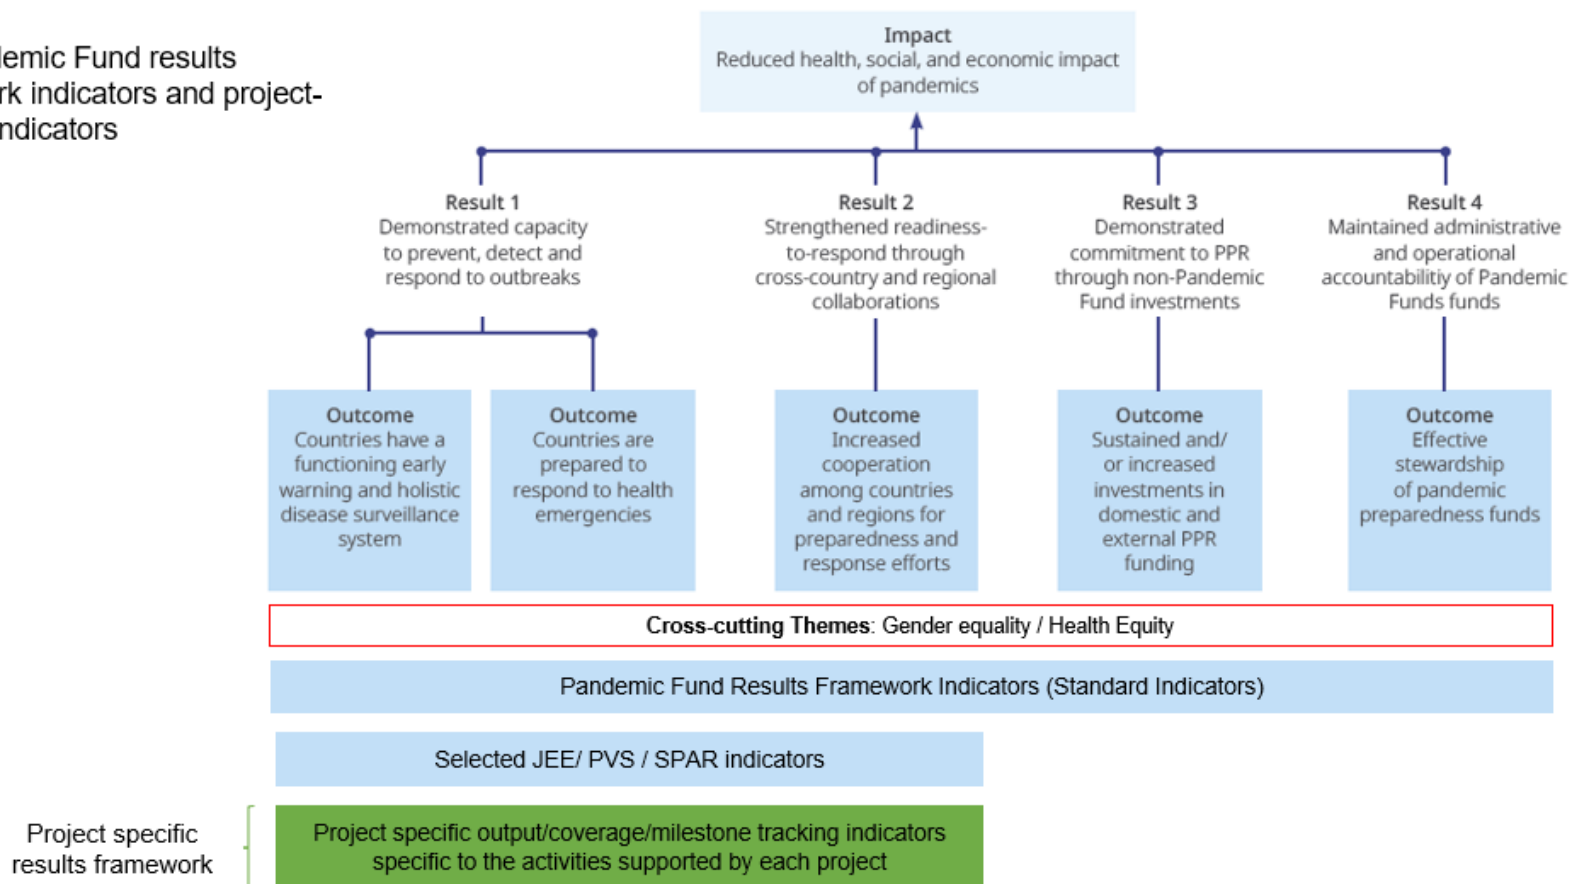 lemic Fund results
rk indicators and project-
ndicators
Impact
Reduced health, social, and economic impact
of pandemics
Result 1
Demonstrated capacity
to prevent, detect and
respond to outbreaks
Result 2
Strengthened readiness-
to-respond through
cross-country and regional
collaborations
Result 3
Demonstrated
commitment to PPR
through non-Pandemic
Fund investments
Result 4
Maintained administrative
and operational
accountabilitiy of Pandemic
Funds funds
Outcome
Countries have a
functioning early
warning and holistic
disease surveillance
system
Outcome
Countries are
prepared to
respond to health
emergencies
Outcome
Increased
cooperation
among countries
and regions for
preparedness and
response efforts
Outcome
Sustained and/
or increased
investments in
domestic and
external PPR
funding
Outcome
Effective
stewardship
of pandemic
preparedness funds
Cross-cutting Themes: Gender equality / Health Equity
Pandemic Fund Results Framework Indicators (Standard Indicators)
Selected JEE/ PVS / SPAR indicators
Project specific
results framework
Project specific output/coverage/milestone tracking indicators
specific to the activities supported by each project